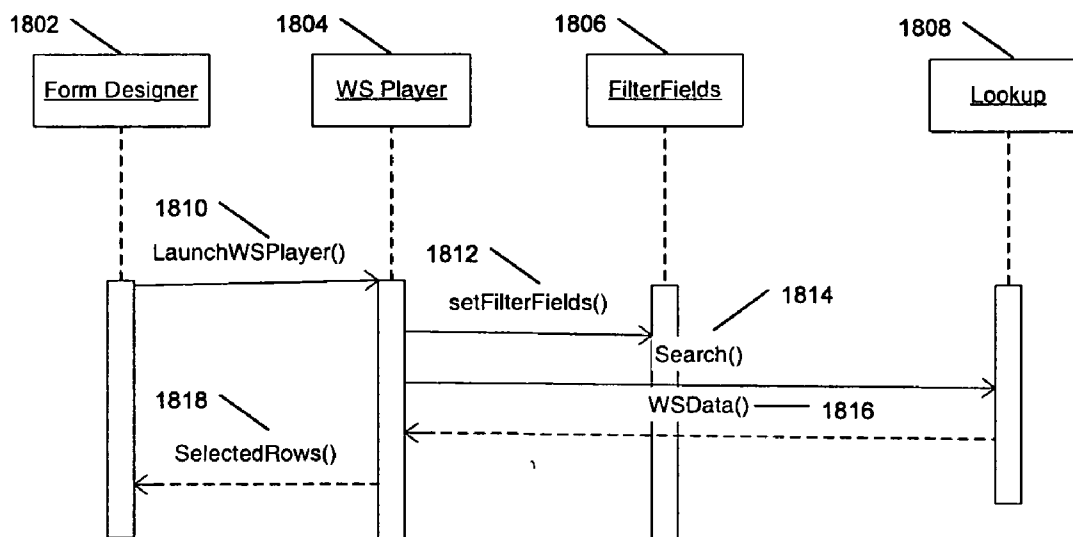 1802
1804
1806
1808
Form Designer
WS Player
FilterFields
Lookup
1810
LaunchWSPlayer()
1812
setFilterFields()
1814
Search()
WSData()
1816
1818
SelectedRows()